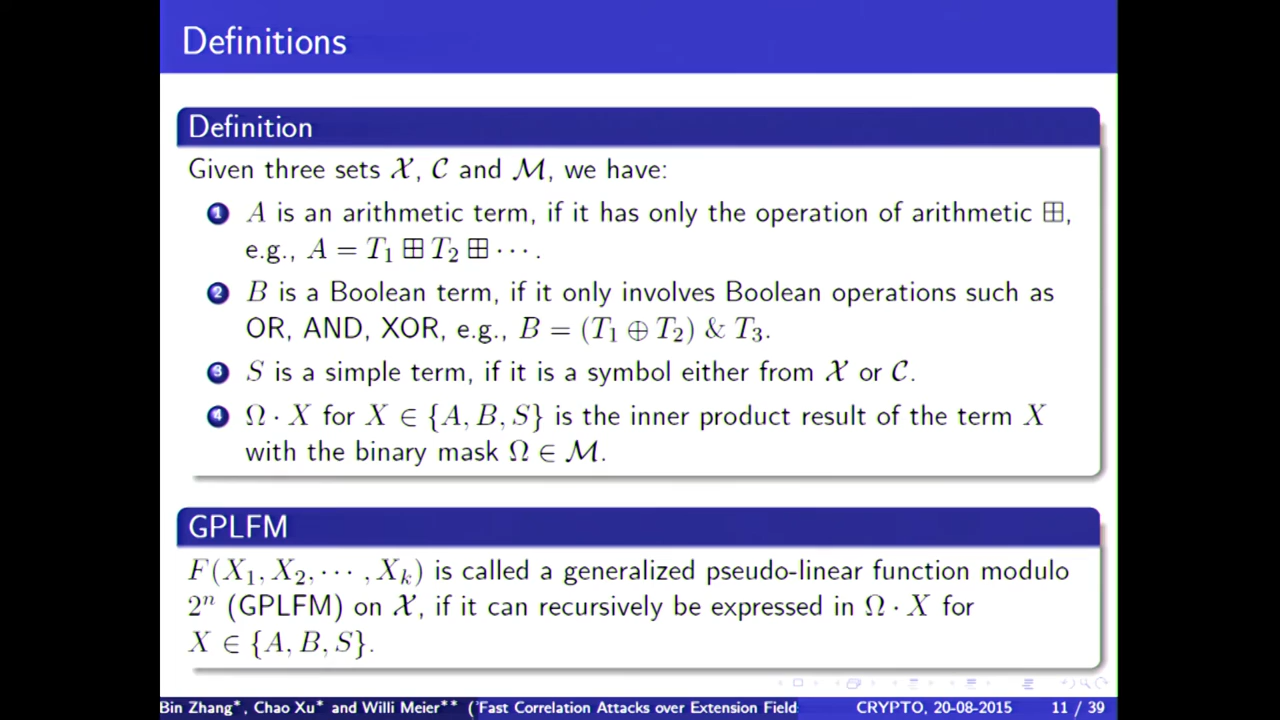 Definitions
Definition
Given three sets 𝒳, 𝒞 and ℳ, we have:
1 A is an arithmetic term, if it has only the operation of arithmetic ⊞,
e.g., A = T₁ ⊞ T₂ ⊞ ⋯.
2 B is a Boolean term, if it only involves Boolean operations such as
OR, AND, XOR, e.g., B = (T₁ ⊕ T₂) & T₃.
3 S is a simple term, if it is a symbol either from 𝒳 or 𝒞.
4 Ω · X for X ∈ {A, B, S} is the inner product result of the term X
with the binary mask Ω ∈ ℳ.
GPLFM
F(X₁, X₂, ⋯ , Xₖ) is called a generalized pseudo-linear function modulo
2ⁿ (GPLFM) on 𝒳, if it can recursively be expressed in Ω · X for
X ∈ {A, B, S}.
Bin Zhang*, Chao Xu* and Willi Meier** ( Fast Correlation Attacks over Extension Field CRYPTO, 20-08-2015 11 / 39